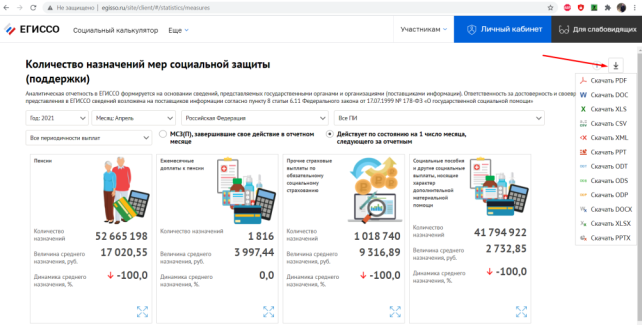 Не защищено | egisso.ru/site/client/#/statistics/measures
ЕГИССО
Социальный калькулятор
Еще
Участникам
Личный кабинет
Для слабовидящих
Количество назначений мер социальной защиты
(поддержки)
Аналитическая отчетность в ЕГИССО формируется на основании сведений, представляемых государственными органами и организациями (поставщиками информации). Ответственность за достоверность и своевр
представления в ЕГИССО сведений возложена на поставщиков информации согласно пункту 8 статьи 6.11 Федерального закона от 17.07.1999 № 178-ФЗ «О государственной социальной помощи»
Год: 2021
Месяц: Апрель
Российская Федерация
Все ПИ
Все периодичности выплат
МСЗ(П), завершившие свое действие в отчетном
месяце
Действует по состоянию на 1 число месяца,
следующего за отчетным
Скачать PDF
Скачать DOC
Скачать XLS
Скачать CSV
Скачать XML
Скачать PPT
Скачать ODT
Скачать ODS
Скачать ODP
Скачать DOCX
Скачать XLSX
Скачать PPTX
Пенсии
Количество
назначений
52 665 198
Величина среднего
назначения, руб.
17 020,55
Динамика среднего
назначения, %.
-100,0
Ежемесячные
доплаты к пенсии
Количество
назначений
1 816
Величина среднего
назначения, руб.
3 997,44
Динамика среднего
назначения, %.
0,0
Прочие страховые
выплаты по
обязательному
социальному
страхованию
Количество
назначений
1 018 740
Величина среднего
назначения, руб.
9 316,89
Динамика среднего
назначения, %.
-100,0
Социальные пособия
и другие социальные
выплаты, носящие
характер
дополнительной
материальной
помощи
Количество
назначений
41 794 922
Величина среднего
назначения, руб.
2 732,85
Динамика среднего
назначения, %.
-100,0